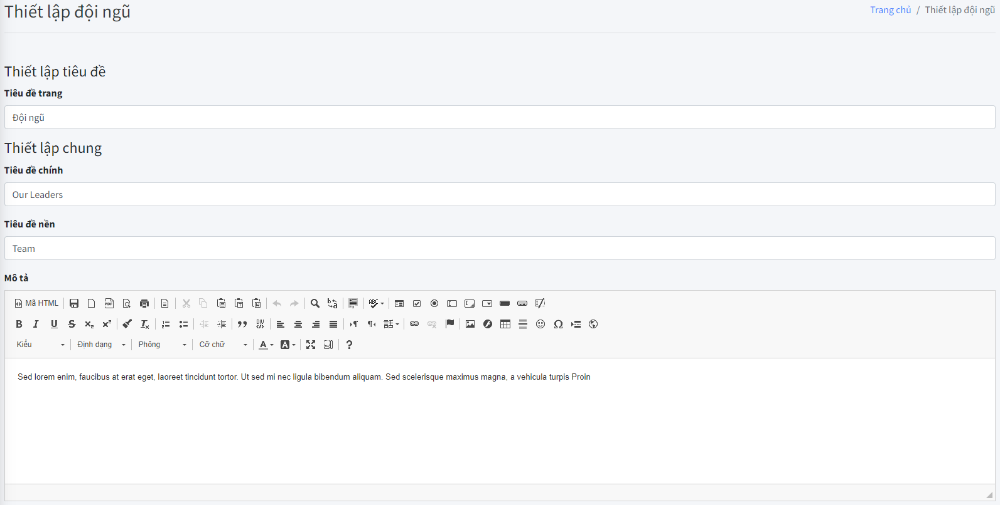 Thiết lập đội ngũ
Trang chủ / Thiết lập đội ngũ
Thiết lập tiêu đề
Tiêu đề trang
Đội ngũ
Thiết lập chung
Tiêu đề chính
Our Leaders
Tiêu đề nền
Team
Mô tả
Mã HTML
Kiểu Định dạng Phông Cỡ chữ
Sed lorem enim, faucibus at erat eget, laoreet tincidunt tortor. Ut sed mi nec ligula bibendum aliquam. Sed scelerisque maximus magna, a vehicula turpis Proin